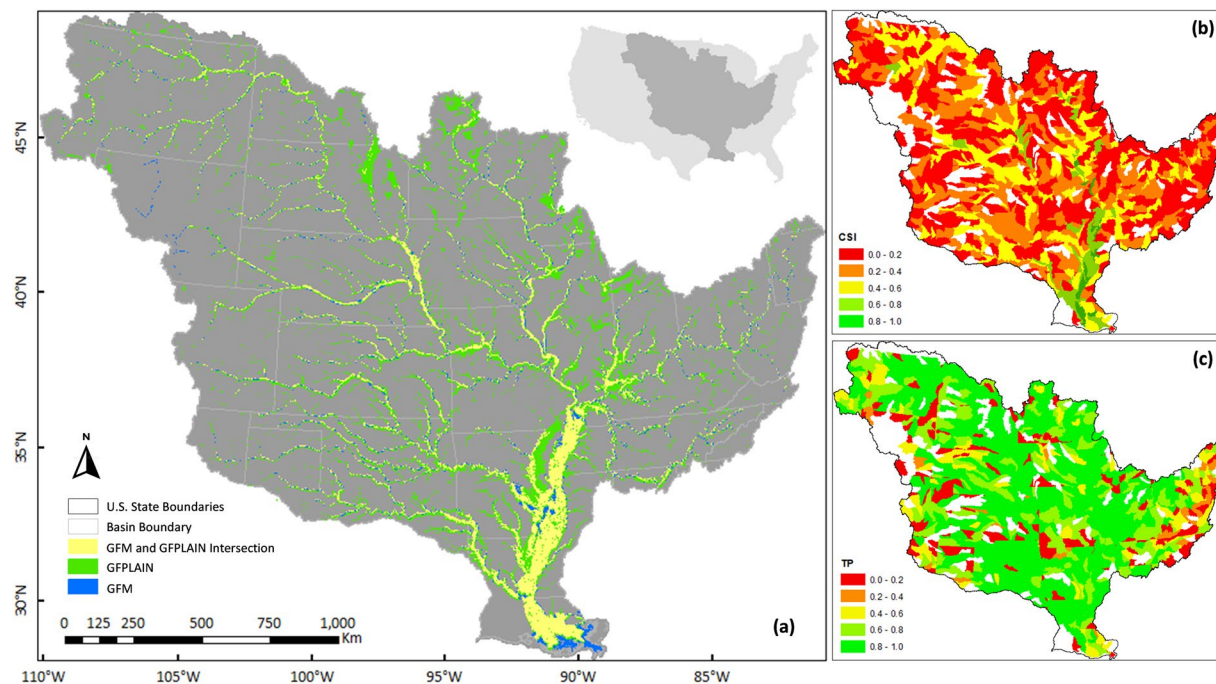 45°N
40°N
35°N
30°N
N
U.S. State Boundaries
Basin Boundary
GFM and GFPLAIN Intersection
GFPLAIN
GFM
0 125 250 500 750 1,000
Km
(a)
110°W 105°W 100°W 95°W 90°W 85°W
(b)
CSI
0.0 - 0.2
0.2 - 0.4
0.4 - 0.6
0.6 - 0.8
0.8 - 1.0
(c)
TP
0.0 - 0.2
0.2 - 0.4
0.4 - 0.6
0.6 - 0.8
0.8 - 1.0